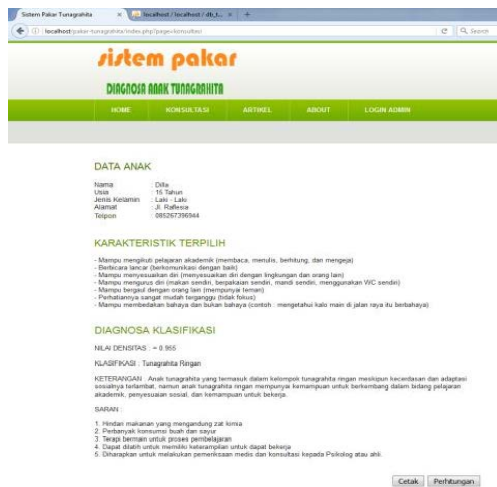 Sistem Pakar Tunagrahita
localhost / localhost / db_t...
localhost/pakar-tunagrahita/index.php?page=konsultasi
Search
sistem pakar
DIAGNOSA ANAK TUNAGRAHITA
HOME KONSULTASI ARTIKEL ABOUT LOGIN ADMIN
DATA ANAK
Nama : Dilla
Usia : 15 Tahun
Jenis Kelamin : Laki - Laki
Alamat : Jl. Raflesia
Telpon : 085267396944
KARAKTERISTIK TERPILIH
- Mampu mengikuti pelajaran akademik (membaca, menulis, berhitung, dan mengeja)
- Berbicara lancar (berkomunikasi dengan baik)
- Mampu menyesuaikan diri (menyesuaikan diri dengan lingkungan dan orang lain)
- Mampu mengurus diri (makan sendiri, berpakaian sendiri, mandi sendiri, menggunakan WC sendiri)
- Mampu bergaul dengan orang lain (mempunyai teman)
- Perhatiannya sangat mudah terganggu (tidak fokus)
- Mampu membedakan bahaya dan bukan bahaya (contoh : mengetahui kalo main di jalan raya itu berbahaya)
DIAGNOSA KLASIFIKASI
NILAI DENSITAS : = 0.955
KLASIFIKASI : Tunagrahita Ringan
KETERANGAN : Anak tunagrahita yang termasuk dalam kelompok tunagrahita ringan meskipun kecerdasan dan adaptasi
sosialnya terlambat, namun anak tunagrahita ringan mempunyai kemampuan untuk berkembang dalam bidang pelajaran
akademik, penyesuaian sosial, dan kemampuan untuk bekerja.
SARAN :
1. Hindari makanan yang mengandung zat kimia
2. Perbanyak konsumsi buah dan sayur
3. Terapi bermain untuk proses pembelajaran
4. Dapat dilatih untuk memiliki keterampilan untuk dapat bekerja
5. Diharapkan untuk melakukan pemeriksaan medis dan konsultasi kepada Psikolog atau ahli.
Cetak Perhitungan